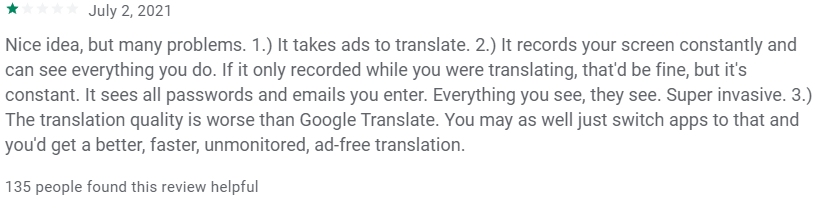 July 2, 2021
Nice idea, but many problems. 1.) It takes ads to translate. 2.) It records your screen constantly and
can see everything you do. If it only recorded while you were translating, that'd be fine, but it's
constant. It sees all passwords and emails you enter. Everything you see, they see. Super invasive. 3.)
The translation quality is worse than Google Translate. You may as well just switch apps to that and
you'd get a better, faster, unmonitored, ad-free translation.
135 people found this review helpful